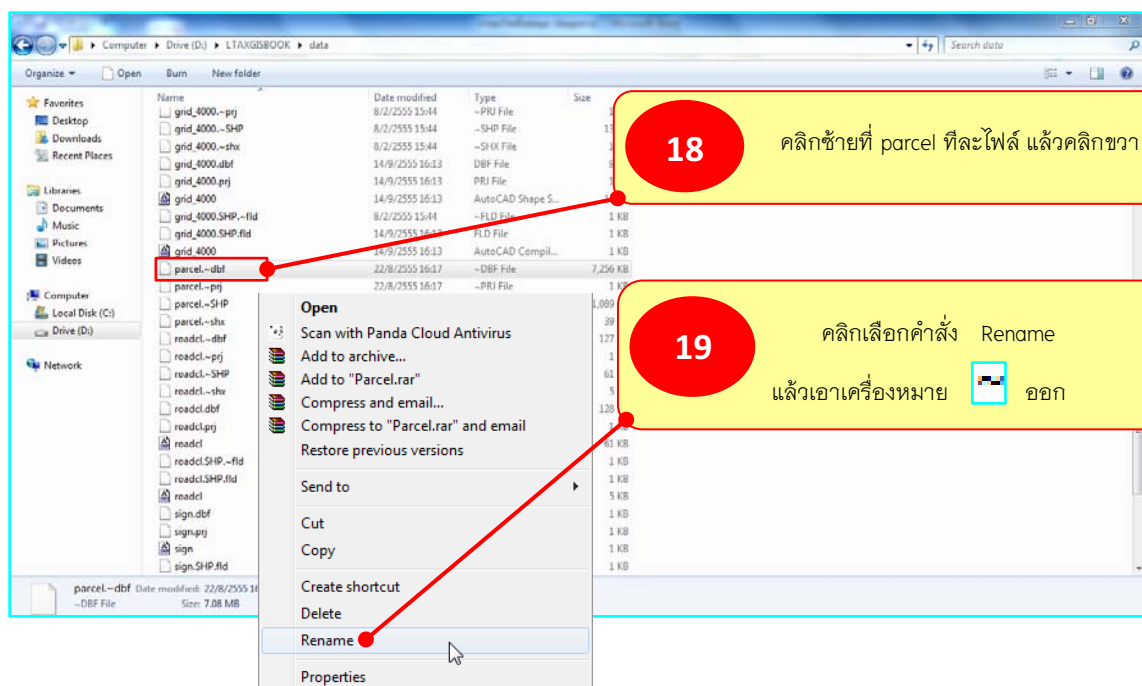 Computer ▸ Drive (D:) ▸ LTAXGISBOOK ▸ data
Search data
Organize
Open
Burn
New folder
Favorites
Desktop
Downloads
Recent Places
Libraries
Documents
Music
Pictures
Videos
Computer
Local Disk (C:)
Drive (D:)
Network
Name Date modified Type Size
grid_4000.~prj 8/2/2555 15:44 ~PRJ File
grid_4000.~SHP 8/2/2555 15:44 ~SHP File
grid_4000.~shx 8/2/2555 15:44 ~SHX File
grid_4000.dbf 14/9/2555 16:13 DBF File
grid_4000.prj 14/9/2555 16:13 PRJ File
grid_4000 14/9/2555 16:13 AutoCAD Shape S...
grid_4000.SHP.~fld 8/2/2555 15:44 ~FLD File 1 KB
grid_4000.SHP.fld 14/9/2555 16:13 FLD File 1 KB
grid_4000 14/9/2555 16:13 AutoCAD Compil... 1 KB
parcel.~dbf 22/8/2555 16:17 ~DBF File 7,256 KB
parcel.~prj 22/8/2555 16:17 ~PRJ File 1 KB
parcel.~SHP
parcel.~shx 39
roadcl.~dbf 127
roadcl.~prj 1
roadcl.~SHP 61
roadcl.~shx 5
roadcl.dbf 128
roadcl.prj
roadcl 61 KB
roadcl.SHP.~fld 1 KB
roadcl.SHP.fld 1 KB
roadcl 5 KB
sign.dbf 1 KB
sign.prj 1 KB
sign 1 KB
sign.SHP.fld 1 KB
Open
Scan with Panda Cloud Antivirus
Add to archive...
Add to "Parcel.rar"
Compress and email...
Compress to "Parcel.rar" and email
Restore previous versions
Send to
Cut
Copy
Create shortcut
Delete
Rename
Properties
18
คลิกซ้ายที่ parcel ทีละไฟล์ แล้วคลิกขวา
19
คลิกเลือกคำสั่ง Rename
แล้วเอาเครื่องหมาย ~ ออก
parcel.~dbf Date modified: 22/8/2555 16
~DBF File Size: 7.08 MB